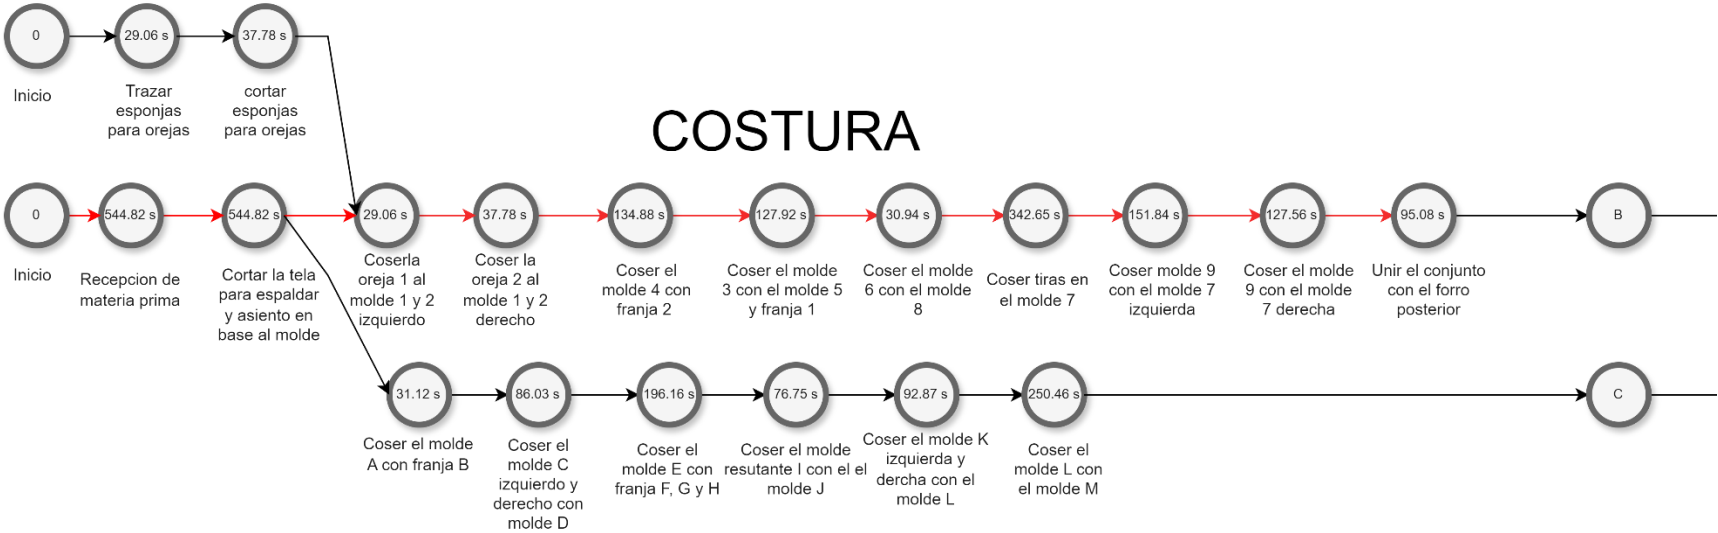 0
29.06 s
37.78 s
Inicio
Trazar
esponjas
para orejas
cortar
esponjas
para orejas
COSTURA
0
544.82 s
544.82 s
29.06 s
37.78 s
134.88 s
127.92 s
30.94 s
342.65 s
151.84 s
127.56 s
95.08 s
B
Inicio
Recepcion de
materia prima
Cortar la tela
para espaldar
y asiento en
base al molde
Coserla
oreja 1 al
molde 1 y 2
izquierdo
Coser la
oreja 2 al
molde 1 y 2
derecho
Coser el
molde 4 con
franja 2
Coser el molde
3 con el molde 5
y franja 1
Coser el molde
6 con el molde
8
Coser tiras en
el molde 7
Coser molde 9
con el molde 7
izquierda
Coser el molde
9 con el molde
7 derecha
Unir el conjunto
con el forro
posterior
31.12 s
86.03 s
196.16 s
76.75 s
92.87 s
250.46 s
C
Coser el molde
A con franja B
Coser el
molde C
izquierdo y
derecho con
molde D
Coser el
molde E con
franja F, G y H
Coser el molde
resutante I con el el
molde J
Coser el molde K
izquierda y
dercha con el
molde L
Coser el
molde L con
el molde M